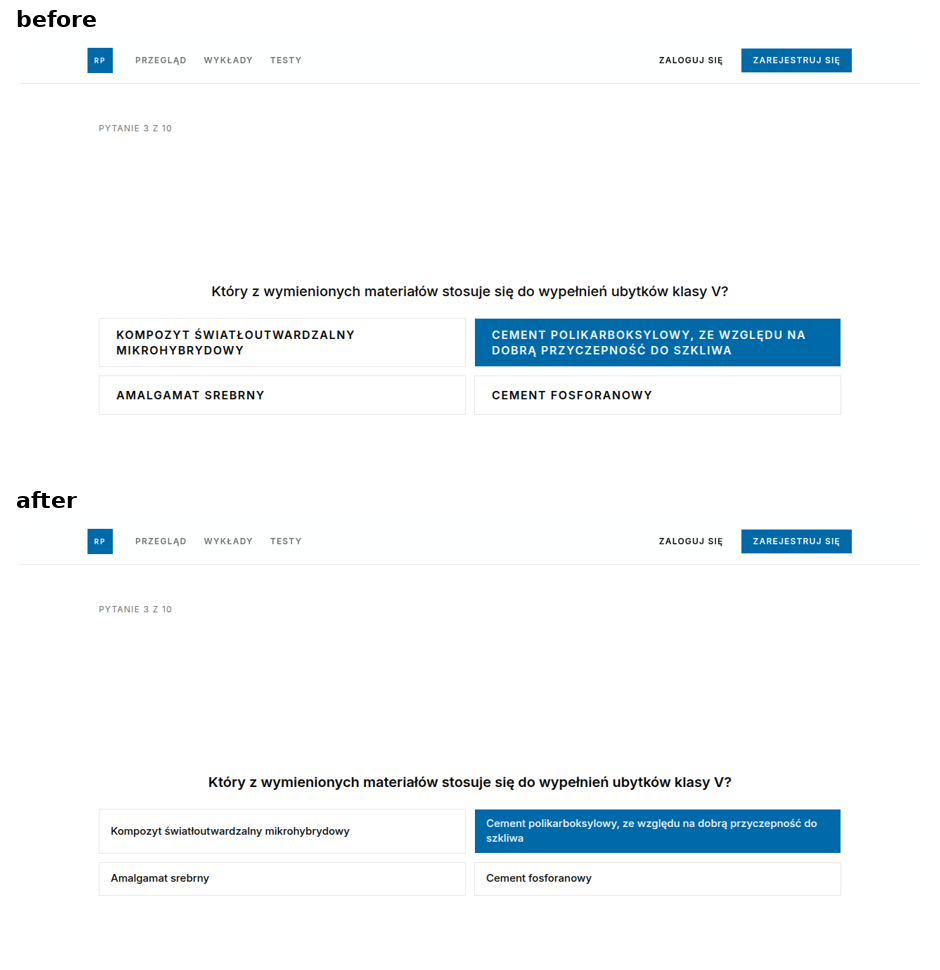 before
RP PRZEGLĄD WYKŁADY TESTY ZALOGUJ SIĘ ZAREJESTRUJ SIĘ
PYTANIE 3 Z 10
Który z wymienionych materiałów stosuje się do wypełnień ubytków klasy V?
KOMPOZYT ŚWIATŁOUTWARDZALNY
MIKROHYBRYDOWY
CEMENT POLIKARBOKSYLOWY, ZE WZGLĘDU NA
DOBRĄ PRZYCZEPNOŚĆ DO SZKLIWA
AMALGAMAT SREBRNY
CEMENT FOSFORANOWY
after
RP PRZEGLĄD WYKŁADY TESTY ZALOGUJ SIĘ ZAREJESTRUJ SIĘ
PYTANIE 3 Z 10
Który z wymienionych materiałów stosuje się do wypełnień ubytków klasy V?
Kompozyt światłoutwardzalny mikrohybrydowy
Cement polikarboksylowy, ze względu na dobrą przyczepność do
szkliwa
Amalgamat srebrny
Cement fosforanowy